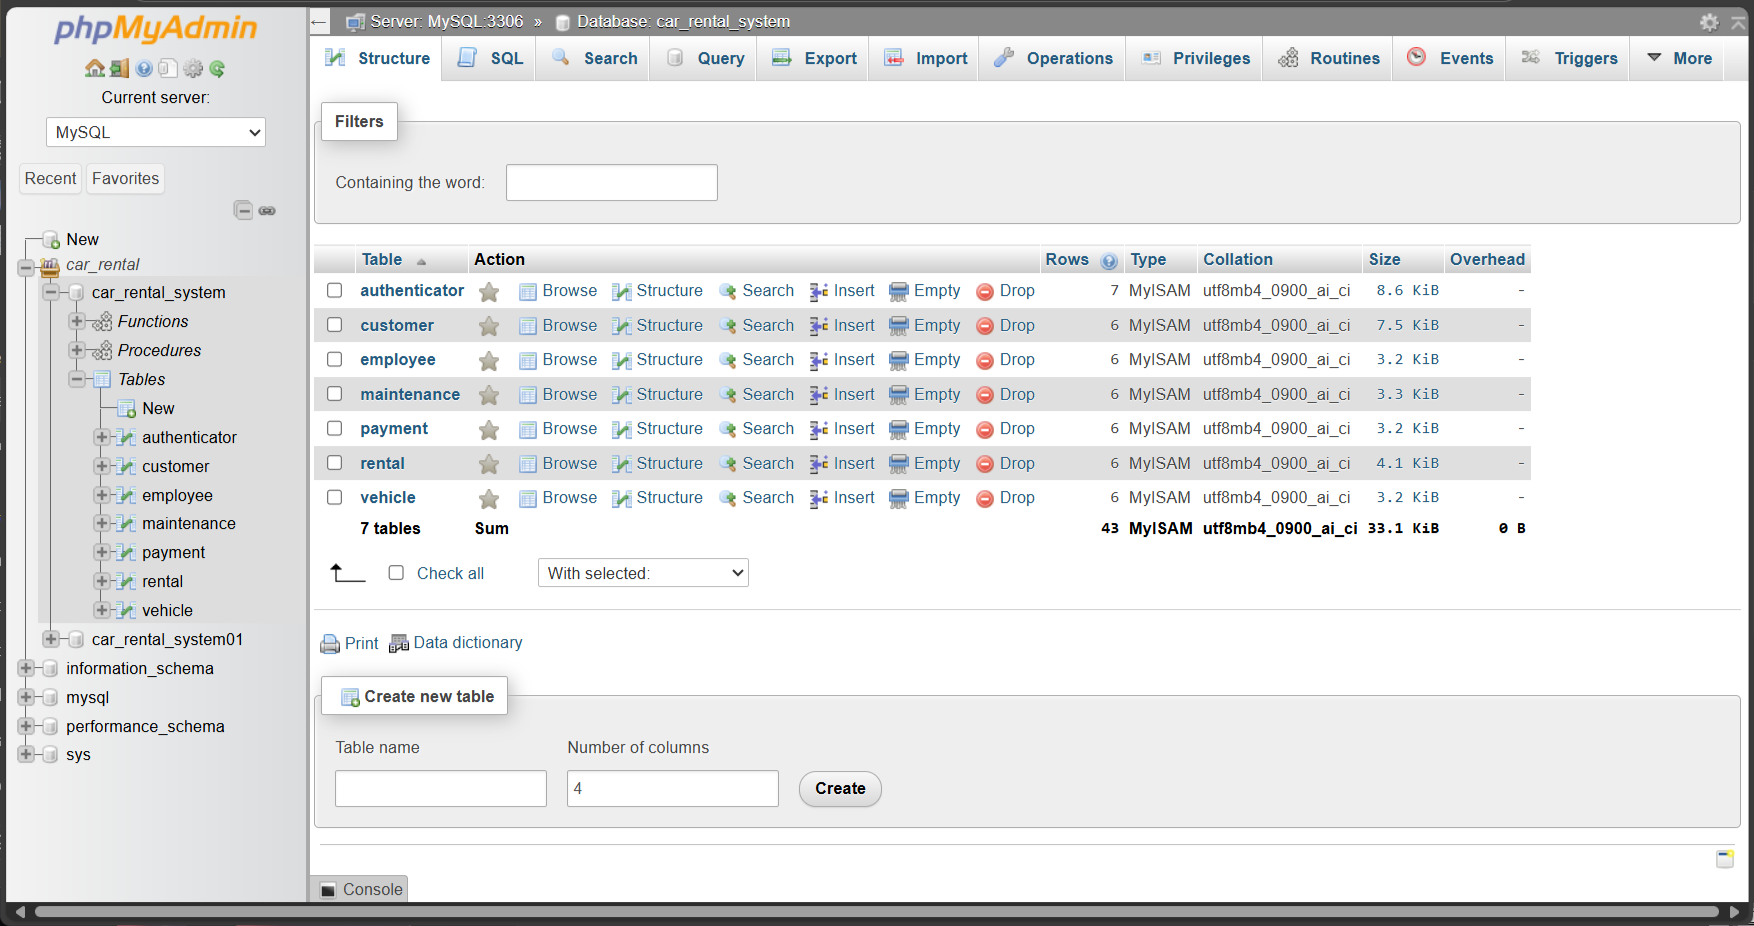 phpMyAdmin
Current server:
MySQL
Recent Favorites
New
car_rental
car_rental_system
Functions
Procedures
Tables
New
authenticator
customer
employee
maintenance
payment
rental
vehicle
car_rental_system01
information_schema
mysql
performance_schema
sys
Server: MySQL:3306 » Database: car_rental_system
Structure SQL Search Query Export Import Operations Privileges Routines Events Triggers More
Filters
Containing the word:
Table Action Rows Type Collation Size Overhead
authenticator Browse Structure Search Insert Empty Drop 7 MyISAM utf8mb4_0900_ai_ci 8.6 KiB -
customer Browse Structure Search Insert Empty Drop 6 MyISAM utf8mb4_0900_ai_ci 7.5 KiB -
employee Browse Structure Search Insert Empty Drop 6 MyISAM utf8mb4_0900_ai_ci 3.2 KiB -
maintenance Browse Structure Search Insert Empty Drop 6 MyISAM utf8mb4_0900_ai_ci 3.3 KiB -
payment Browse Structure Search Insert Empty Drop 6 MyISAM utf8mb4_0900_ai_ci 3.2 KiB -
rental Browse Structure Search Insert Empty Drop 6 MyISAM utf8mb4_0900_ai_ci 4.1 KiB -
vehicle Browse Structure Search Insert Empty Drop 6 MyISAM utf8mb4_0900_ai_ci 3.2 KiB -
7 tables Sum 43 MyISAM utf8mb4_0900_ai_ci 33.1 KiB 0 B
Check all With selected:
Print Data dictionary
Create new table
Table name Number of columns
4 Create
Console